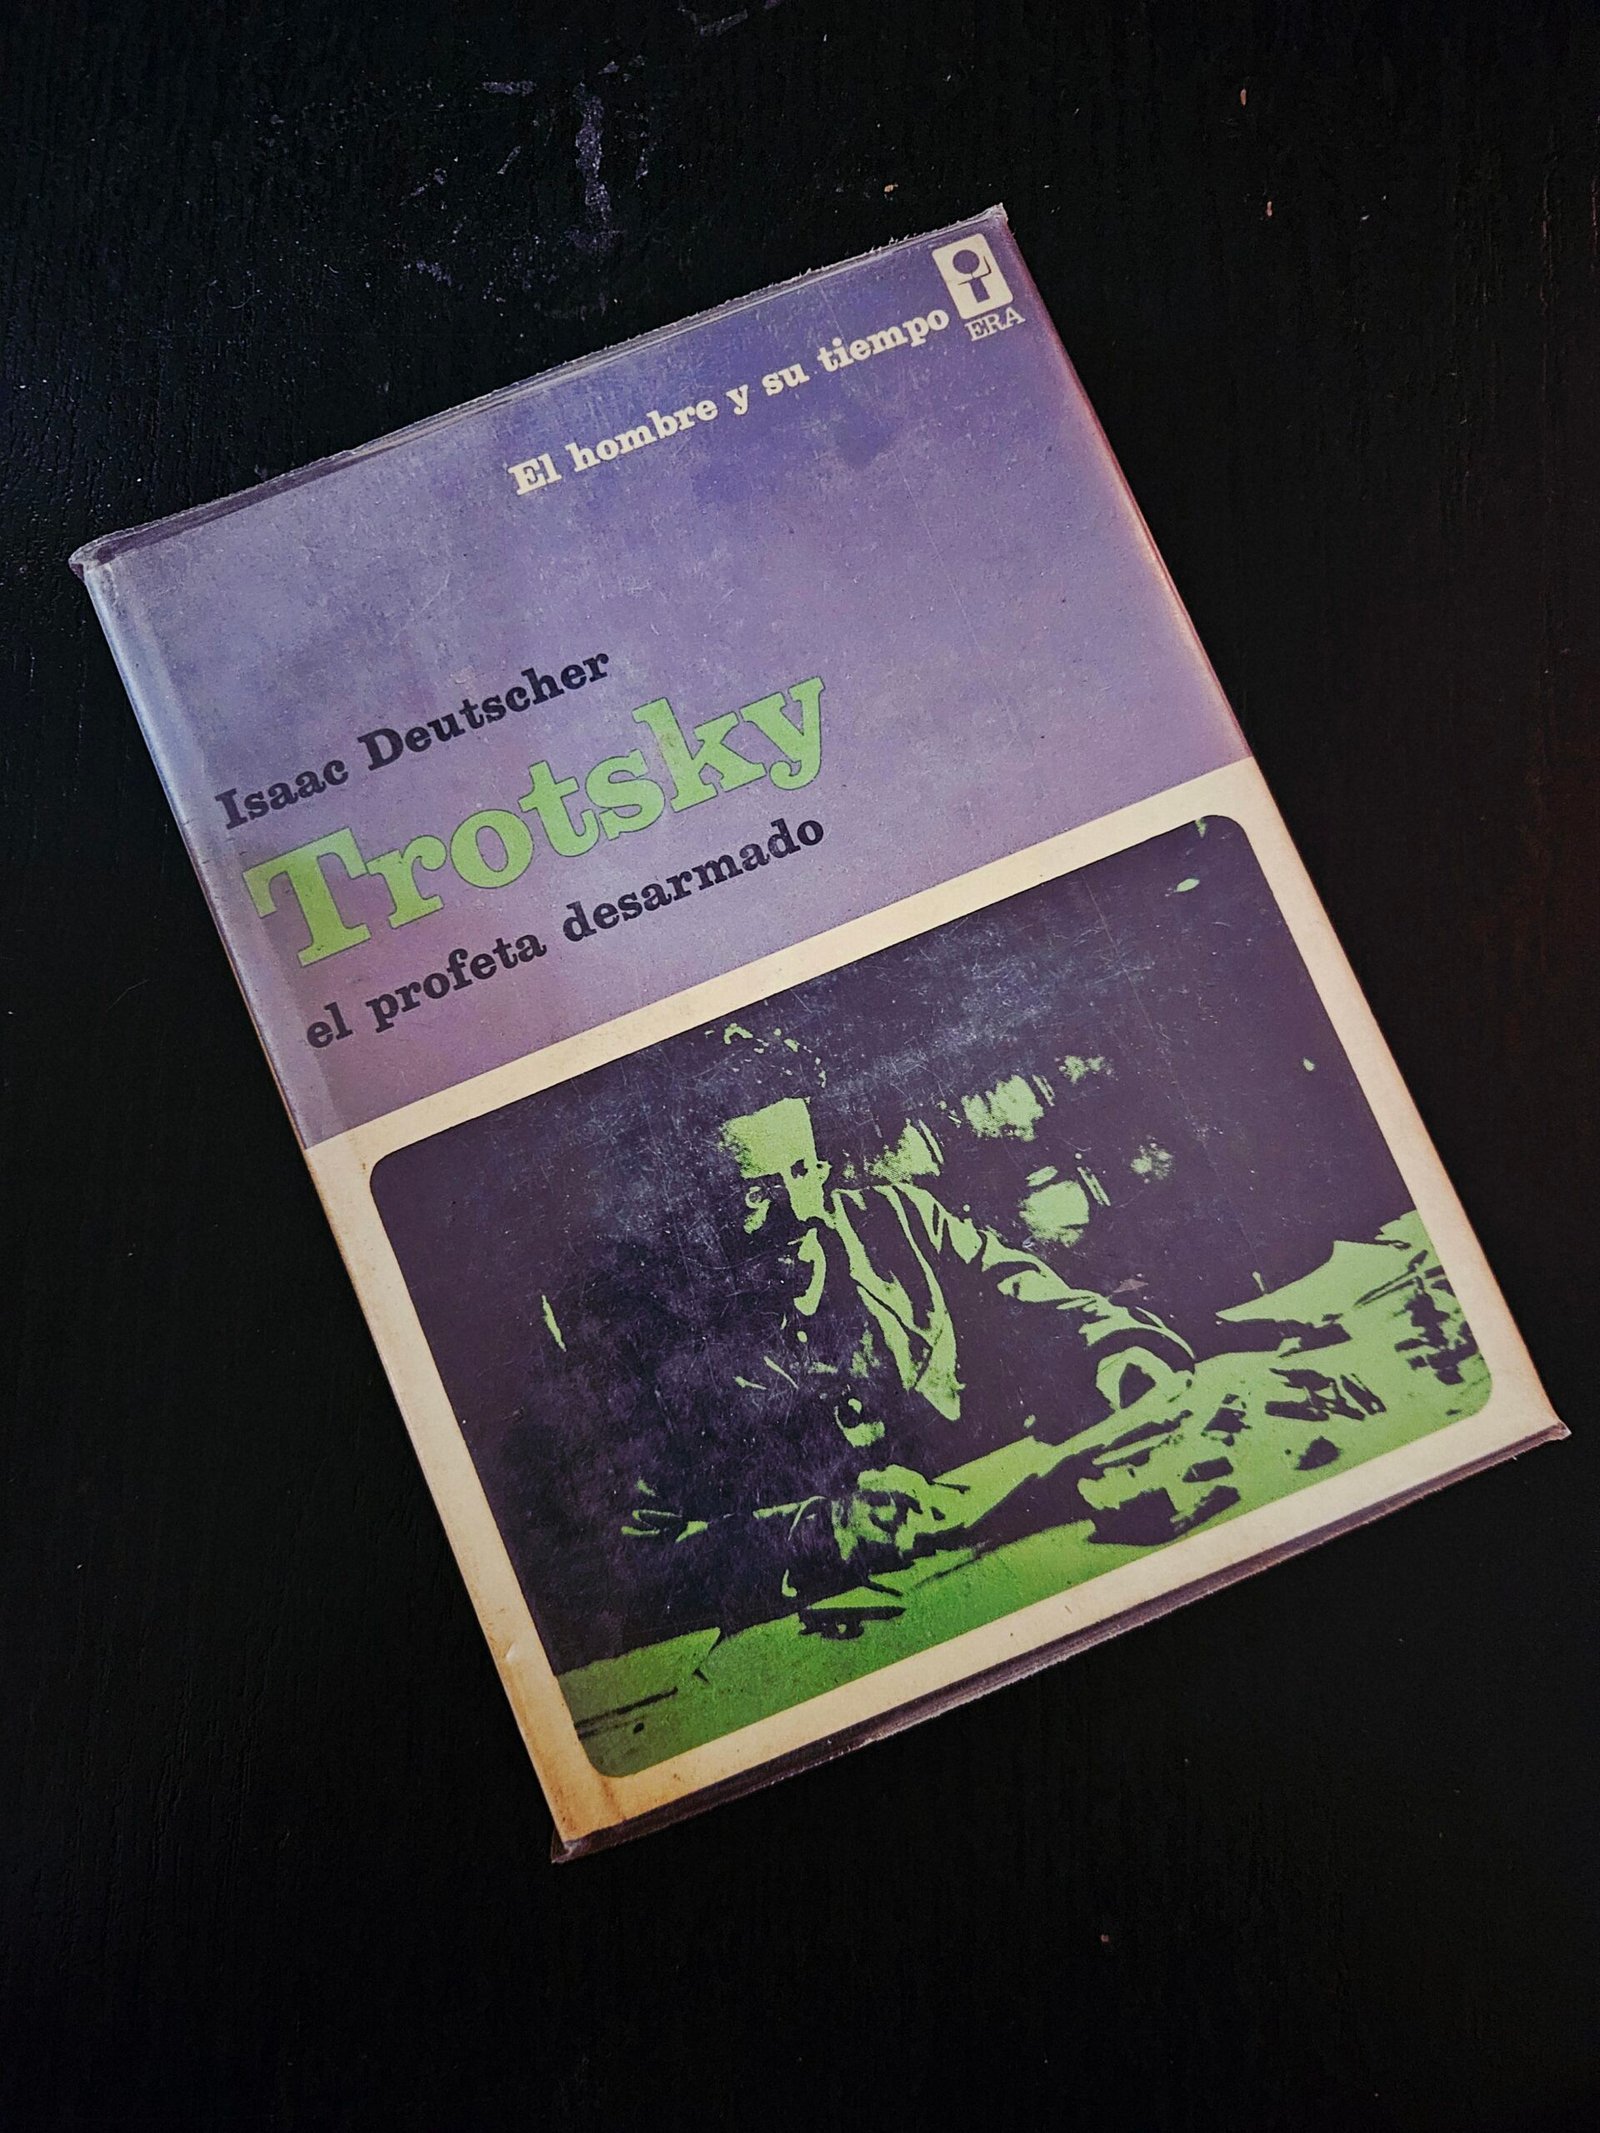 ERA
El hombre y su tiempo
Isaac Deutscher
Trotsky
el profeta desarmado